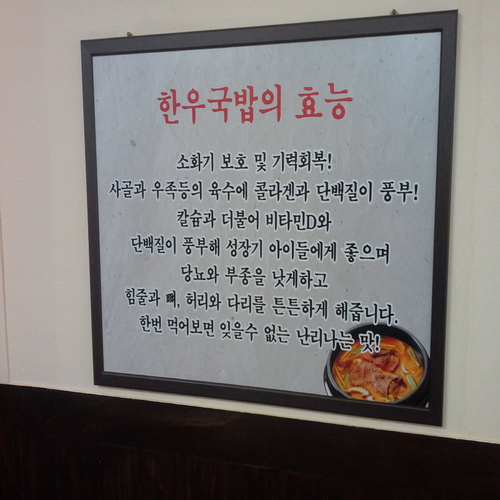 한우국밥의 효능
소화기 보호 및 기력회복!
사골과 우족등의 육수에 콜라겐과 단백질이 풍부!
칼슘과 더불어 비타민D와
단백질이 풍부해 성장기 아이들에게 좋으며
당뇨와 부종을 낫게하고
힘줄과 뼈, 허리와 다리를 튼튼하게 해줍니다.
한번 먹어보면 잊을수 없는 난리나는 맛!